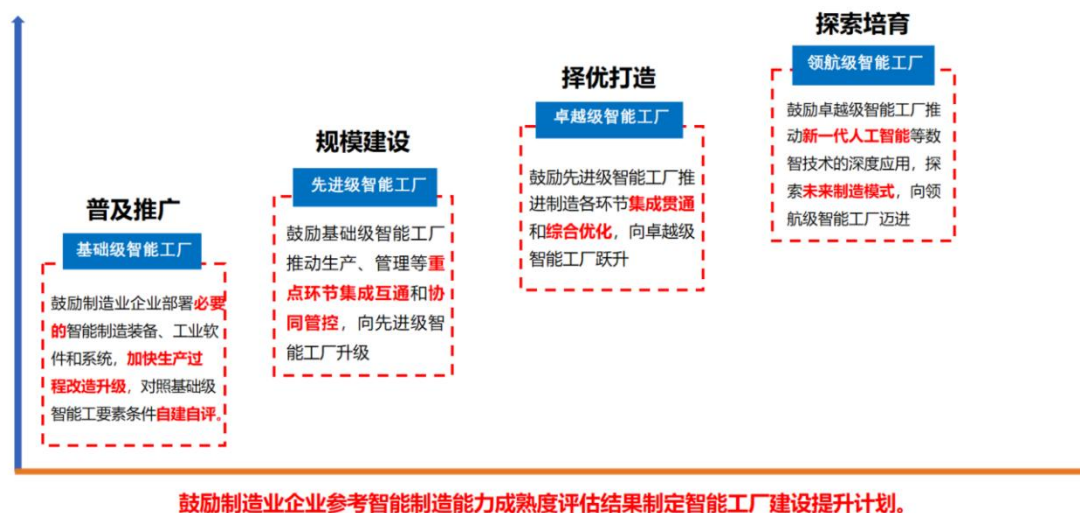 普及推广
基础级智能工厂
鼓励制造业企业部署必要
的智能制造装备、工业软
件和系统，加快生产过
程改造升级，对照基础级
智能工要素条件自建自评。
规模建设
先进级智能工厂
鼓励基础级智能工厂
推动生产、管理等重
点环节集成互通和协
同管控，向先进级智
能工厂升级
择优打造
卓越级智能工厂
鼓励先进级智能工厂推
进制造各环节集成贯通
和综合优化，向卓越级
智能工厂跃升
探索培育
领航级智能工厂
鼓励卓越级智能工厂推
动新一代人工智能等数
智技术的深度应用，探
索未来制造模式，向领
航级智能工厂迈进
鼓励制造业企业参考智能制造能力成熟度评估结果制定智能工厂建设提升计划。